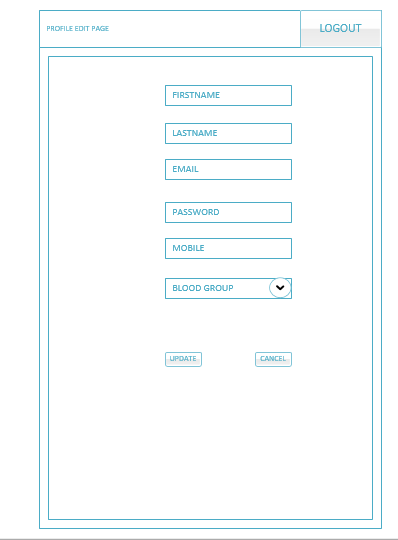 PROFILE EDIT PAGE
LOGOUT
FIRSTNAME
LASTNAME
EMAIL
PASSWORD
MOBILE
BLOOD GROUP
UPDATE
CANCEL